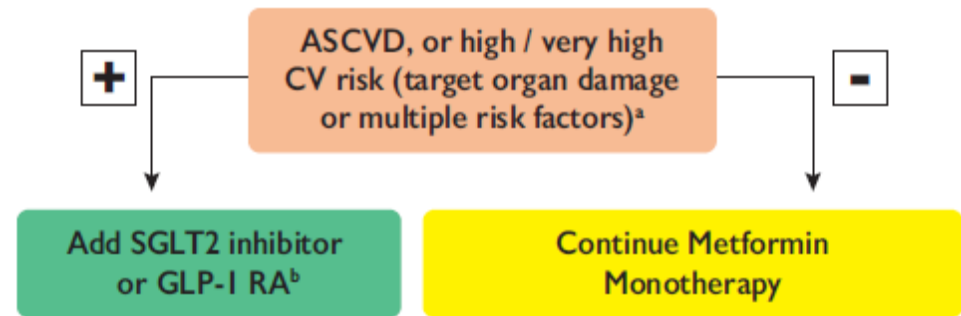 ASCVD, or high / very high
CV risk (target organ damage
or multiple risk factors)ᵃ
+
-
Add SGLT2 inhibitor
or GLP-1 RAᵇ
Continue Metformin
Monotherapy